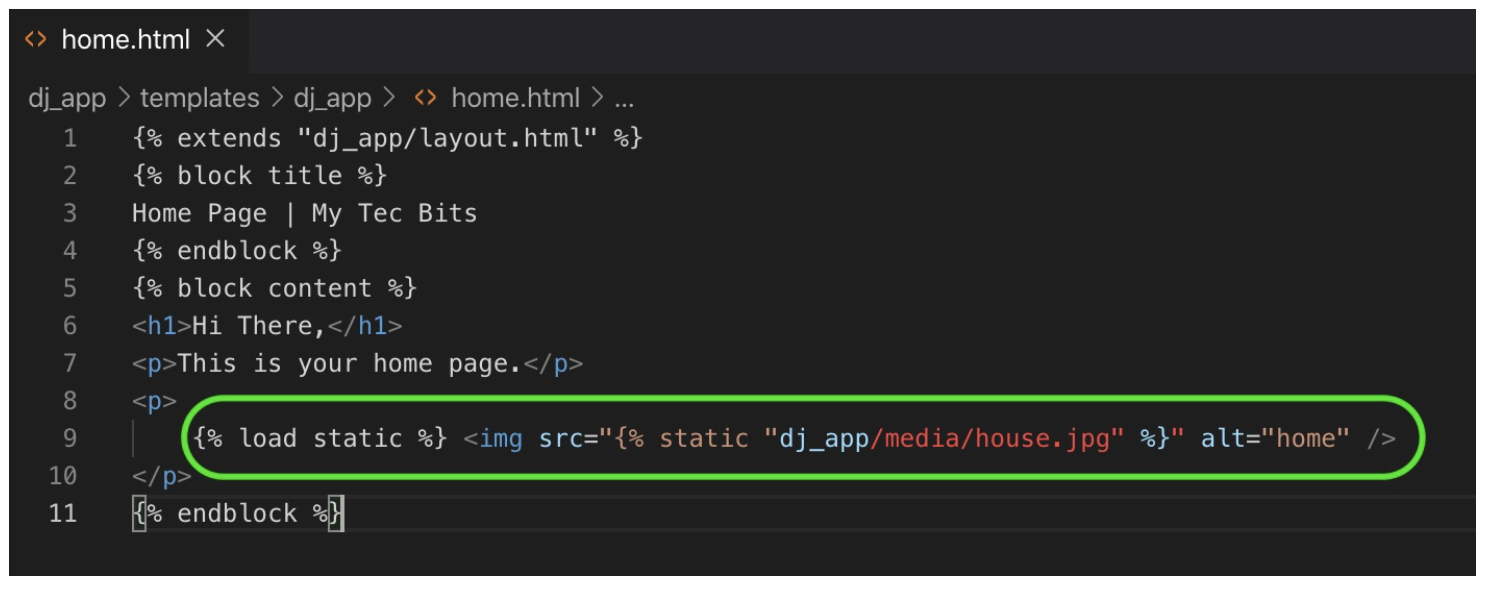 home.html ×
dj_app > templates > dj_app > <> home.html > ...
1 {% extends "dj_app/layout.html" %}
2 {% block title %}
3 Home Page | My Tec Bits
4 {% endblock %}
5 {% block content %}
6 <h1>Hi There,</h1>
7 <p>This is your home page.</p>
8 <p>
9 {% load static %} <img src="{% static "dj_app/media/house.jpg" %}" alt="home" />
10 </p>
11 {% endblock %}